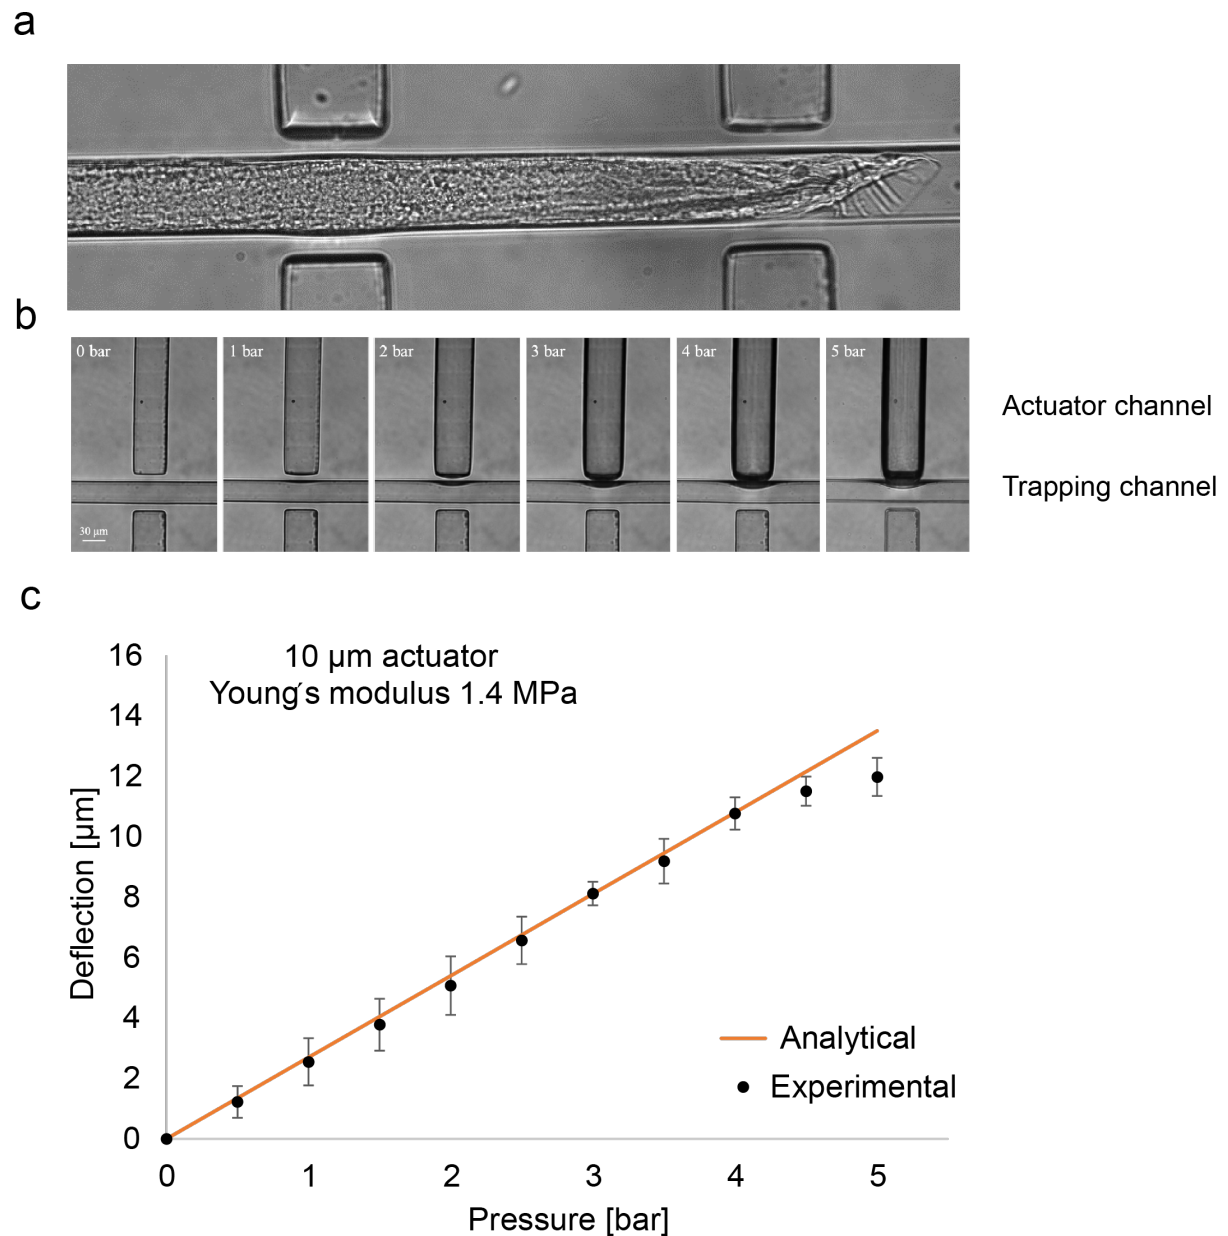 a
b
0 bar
1 bar
2 bar
3 bar
4 bar
5 bar
30 µm
Actuator channel
Trapping channel
c
10 µm actuator
Young´s modulus 1.4 MPa
16
14
12
10
8
6
4
2
0
Deflection [µm]
Analytical
Experimental
0 1 2 3 4 5
Pressure [bar]